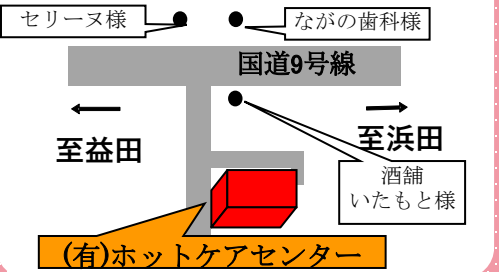 セリーヌ様
ながの歯科様
国道9号線
至益田
至浜田
酒舗
いたもと様
(有)ホットケアセンター